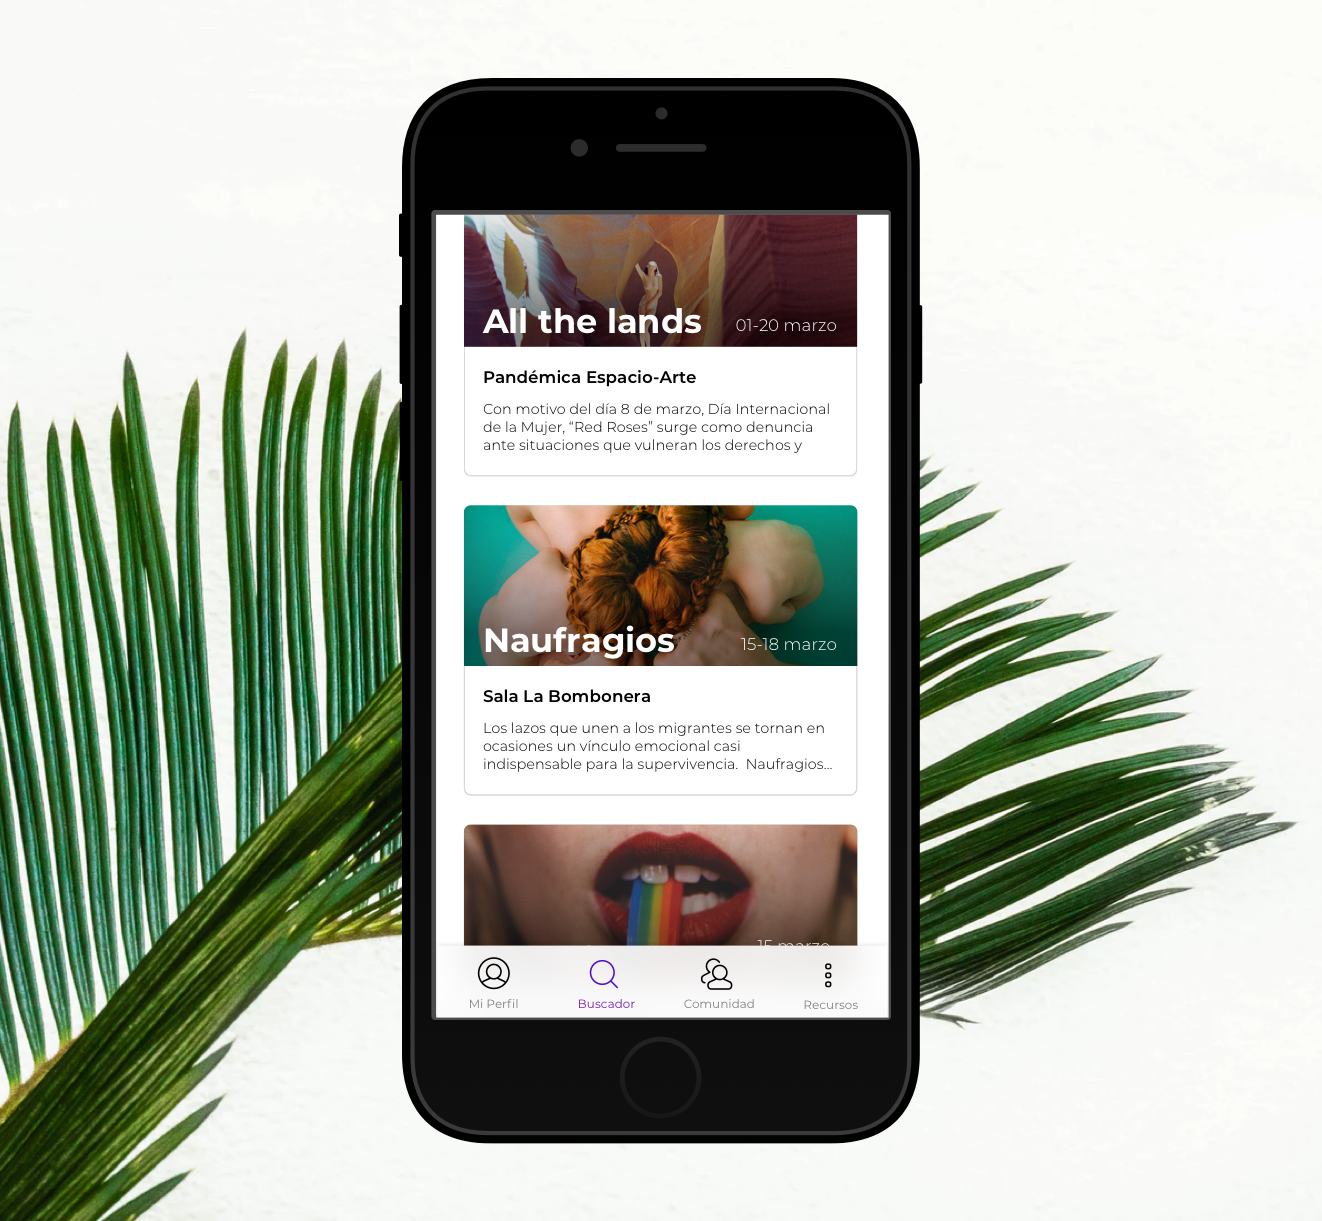 All the lands
01-20 marzo
Pandémica Espacio-Arte
Con motivo del día 8 de marzo, Día Internacional
de la Mujer, “Red Roses” surge como denuncia
ante situaciones que vulneran los derechos y
Naufragios
15-18 marzo
Sala La Bombonera
Los lazos que unen a los migrantes se tornan en
ocasiones un vínculo emocional casi
indispensable para la supervivencia. Naufragios...
15 marzo
Mi Perfil
Buscador
Comunidad
Recursos